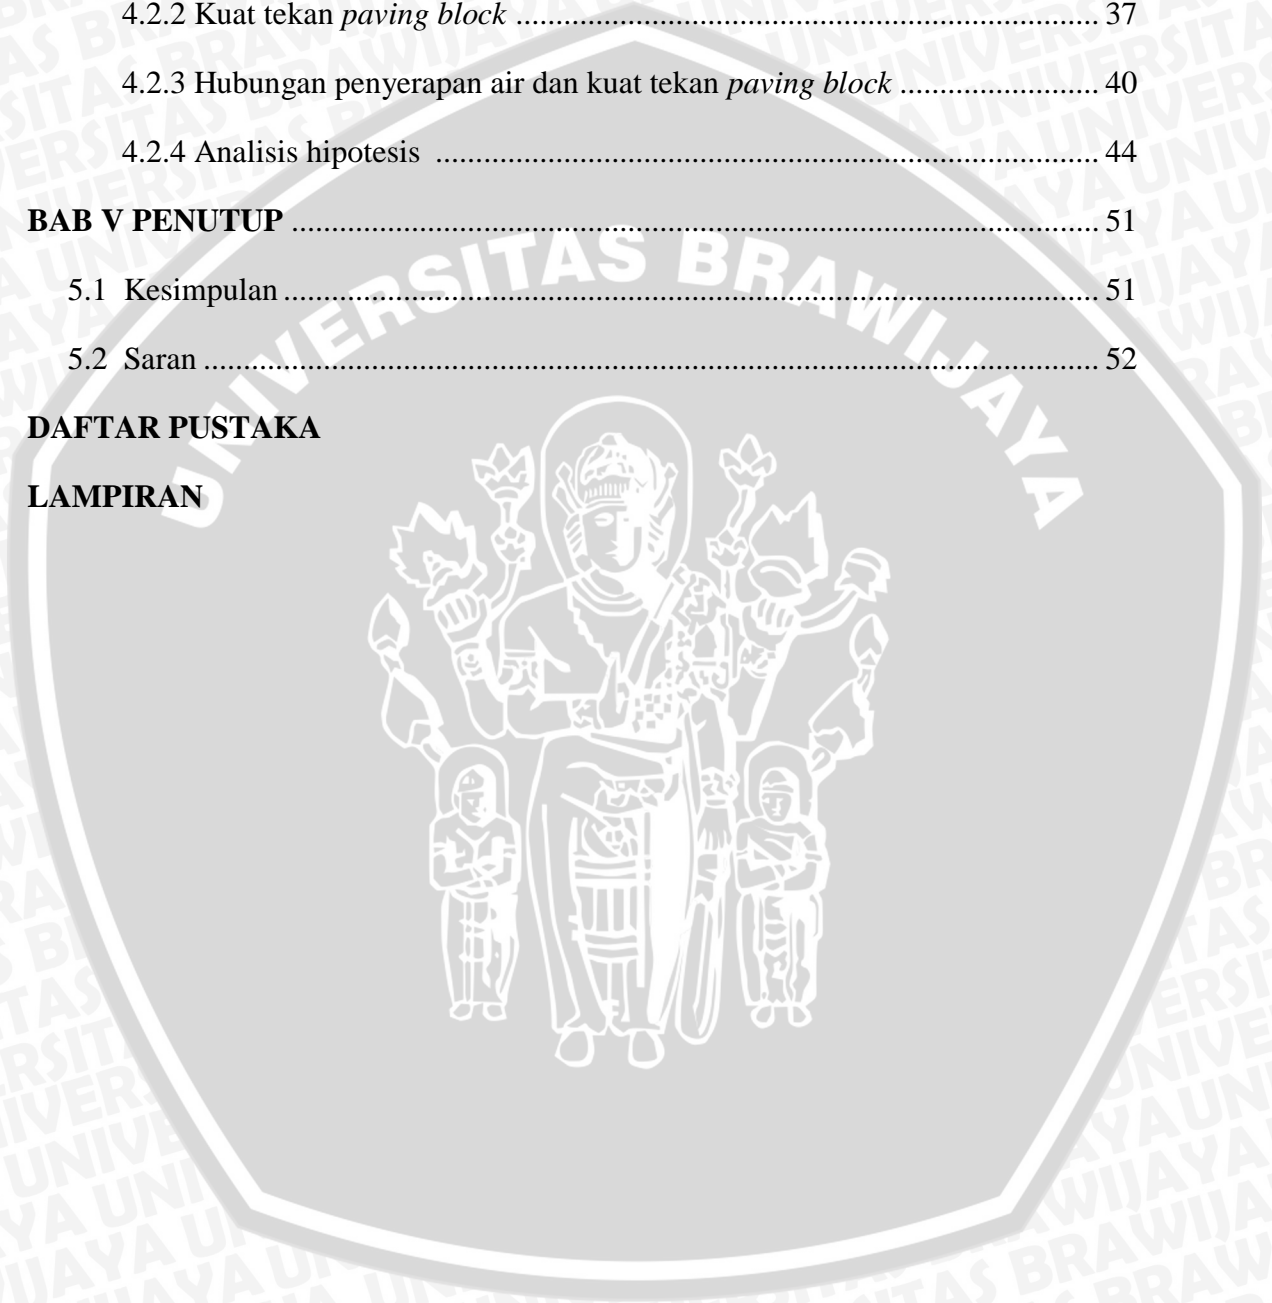 4.2.2 Kuat tekan paving block ........................................................................ 37
4.2.3 Hubungan penyerapan air dan kuat tekan paving block ......................... 40
4.2.4 Analisis hipotesis .................................................................................. 44
BAB V PENUTUP .................................................................................................... 51
5.1 Kesimpulan ..................................................................................................... 51
5.2 Saran ............................................................................................................... 52
DAFTAR PUSTAKA
LAMPIRAN
UNIVERSITAS BRAWIJAYA